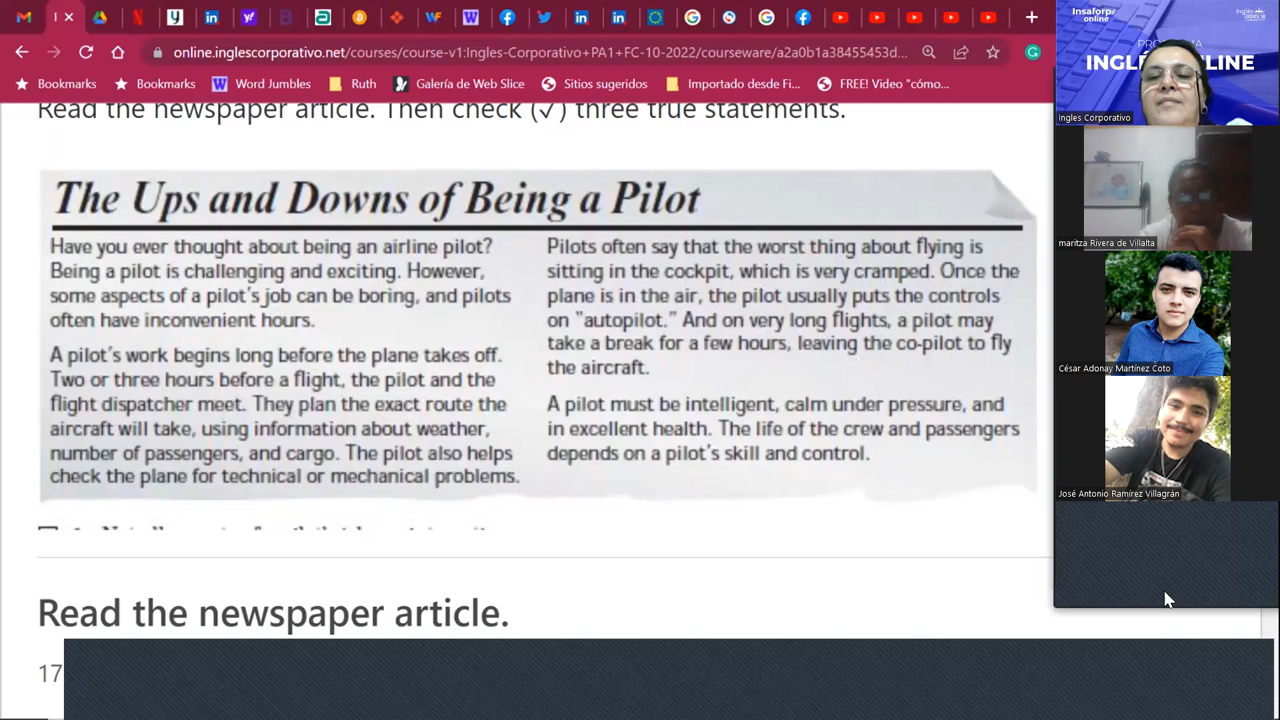 online.inglescorporativo.net/courses/course-v1:Ingles-Corporativo+PA1+FC-10-2022/courseware/a2a0b1a38455453d...
Bookmarks
Bookmarks
Word Jumbles
Ruth
Galería de Web Slice
Sitios sugeridos
Importado desde Fi...
FREE! Video "cómo...
Read the newspaper article. Then check (✓) three true statements.
The Ups and Downs of Being a Pilot
Have you ever thought about being an airline pilot?
Being a pilot is challenging and exciting. However,
some aspects of a pilot's job can be boring, and pilots
often have inconvenient hours.
A pilot's work begins long before the plane takes off.
Two or three hours before a flight, the pilot and the
flight dispatcher meet. They plan the exact route the
aircraft will take, using information about weather,
number of passengers, and cargo. The pilot also helps
check the plane for technical or mechanical problems.
Pilots often say that the worst thing about flying is
sitting in the cockpit, which is very cramped. Once the
plane is in the air, the pilot usually puts the controls
on "autopilot." And on very long flights, a pilot may
take a break for a few hours, leaving the co-pilot to fly
the aircraft.
A pilot must be intelligent, calm under pressure, and
in excellent health. The life of the crew and passengers
depends on a pilot's skill and control.
Read the newspaper article.
17
online
Ingles Corporativo
maritza Rivera de Villalta
César Adonay Martínez Coto
José Antonio Ramírez Villagrán